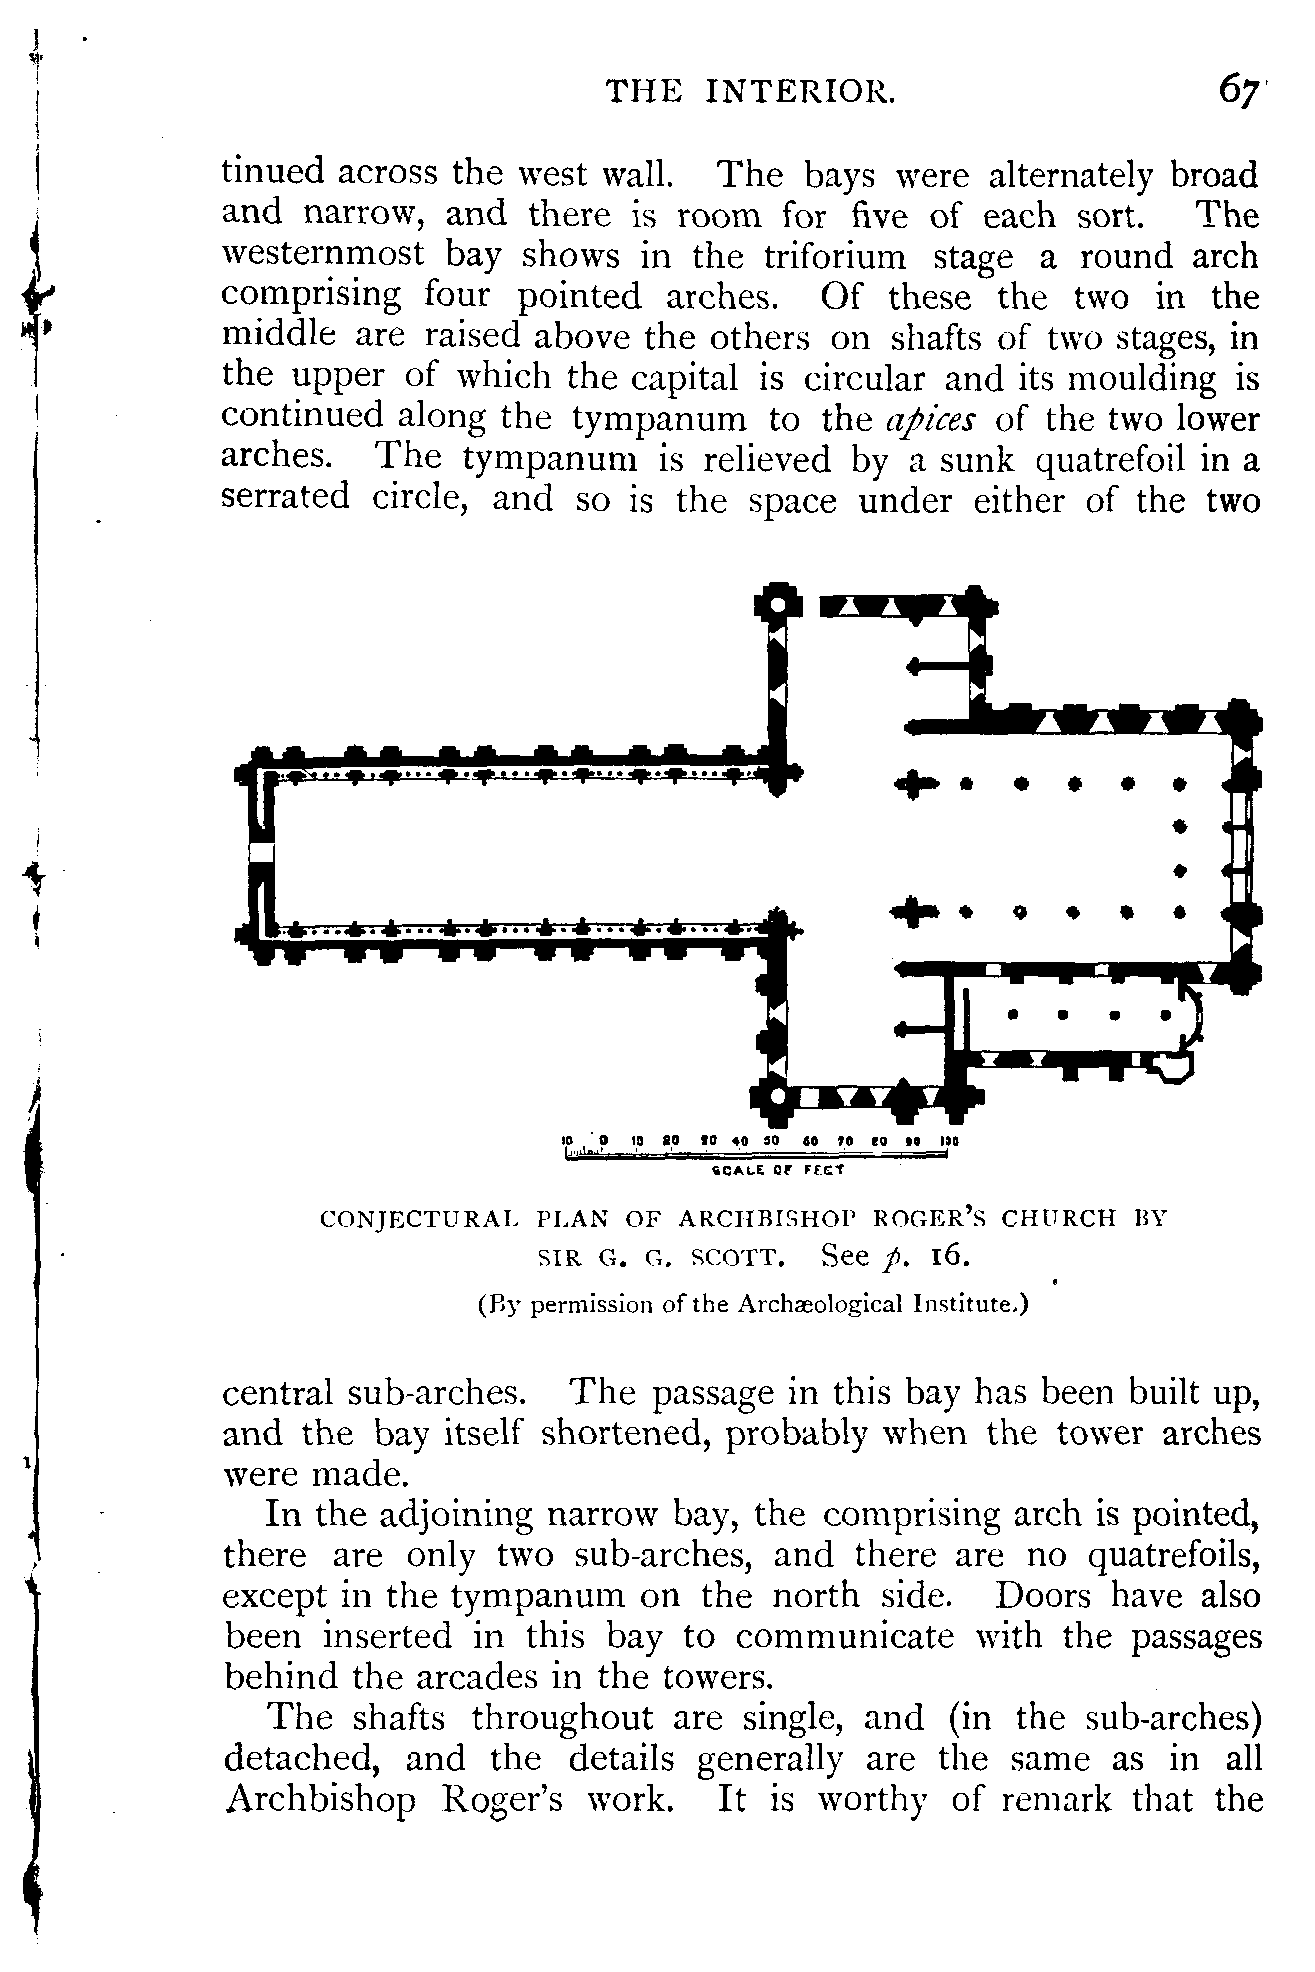 THE INTERIOR. 67
tinued across the west wall. The bays were alternately broad
and narrow, and there is room for five of each sort. The
westernmost bay shows in the triforium stage a round arch
comprising four pointed arches. Of these the two in the
middle are raised above the others on shafts of two stages, in
the upper of which the capital is circular and its moulding is
continued along the tympanum to the apices of the two lower
arches. The tympanum is relieved by a sunk quatrefoil in a
serrated circle, and so is the space under either of the two
10 0 10 20 30 40 50 60 70 80 90 100
SCALE OF FEET
CONJECTURAL PLAN OF ARCHBISHOP ROGER'S CHURCH BY
SIR G. G. SCOTT. See p. 16.
(By permission of the Archæological Institute.)
central sub-arches. The passage in this bay has been built up,
and the bay itself shortened, probably when the tower arches
were made.
In the adjoining narrow bay, the comprising arch is pointed,
there are only two sub-arches, and there are no quatrefoils,
except in the tympanum on the north side. Doors have also
been inserted in this bay to communicate with the passages
behind the arcades in the towers.
The shafts throughout are single, and (in the sub-arches)
detached, and the details generally are the same as in all
Archbishop Roger's work. It is worthy of remark that the